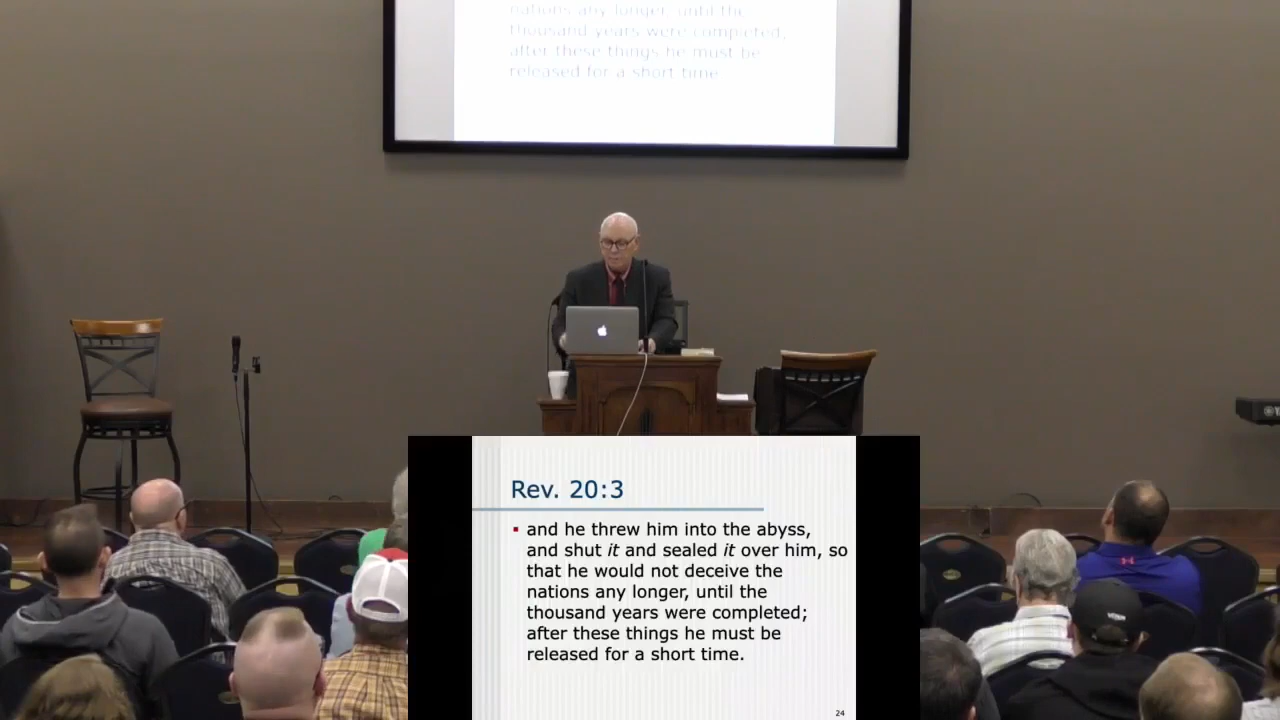 nations any longer, until the
thousand years were completed;
after these things he must be
released for a short time.
Rev. 20:3
and he threw him into the abyss,
and shut it and sealed it over him, so
that he would not deceive the
nations any longer, until the
thousand years were completed;
after these things he must be
released for a short time.
24